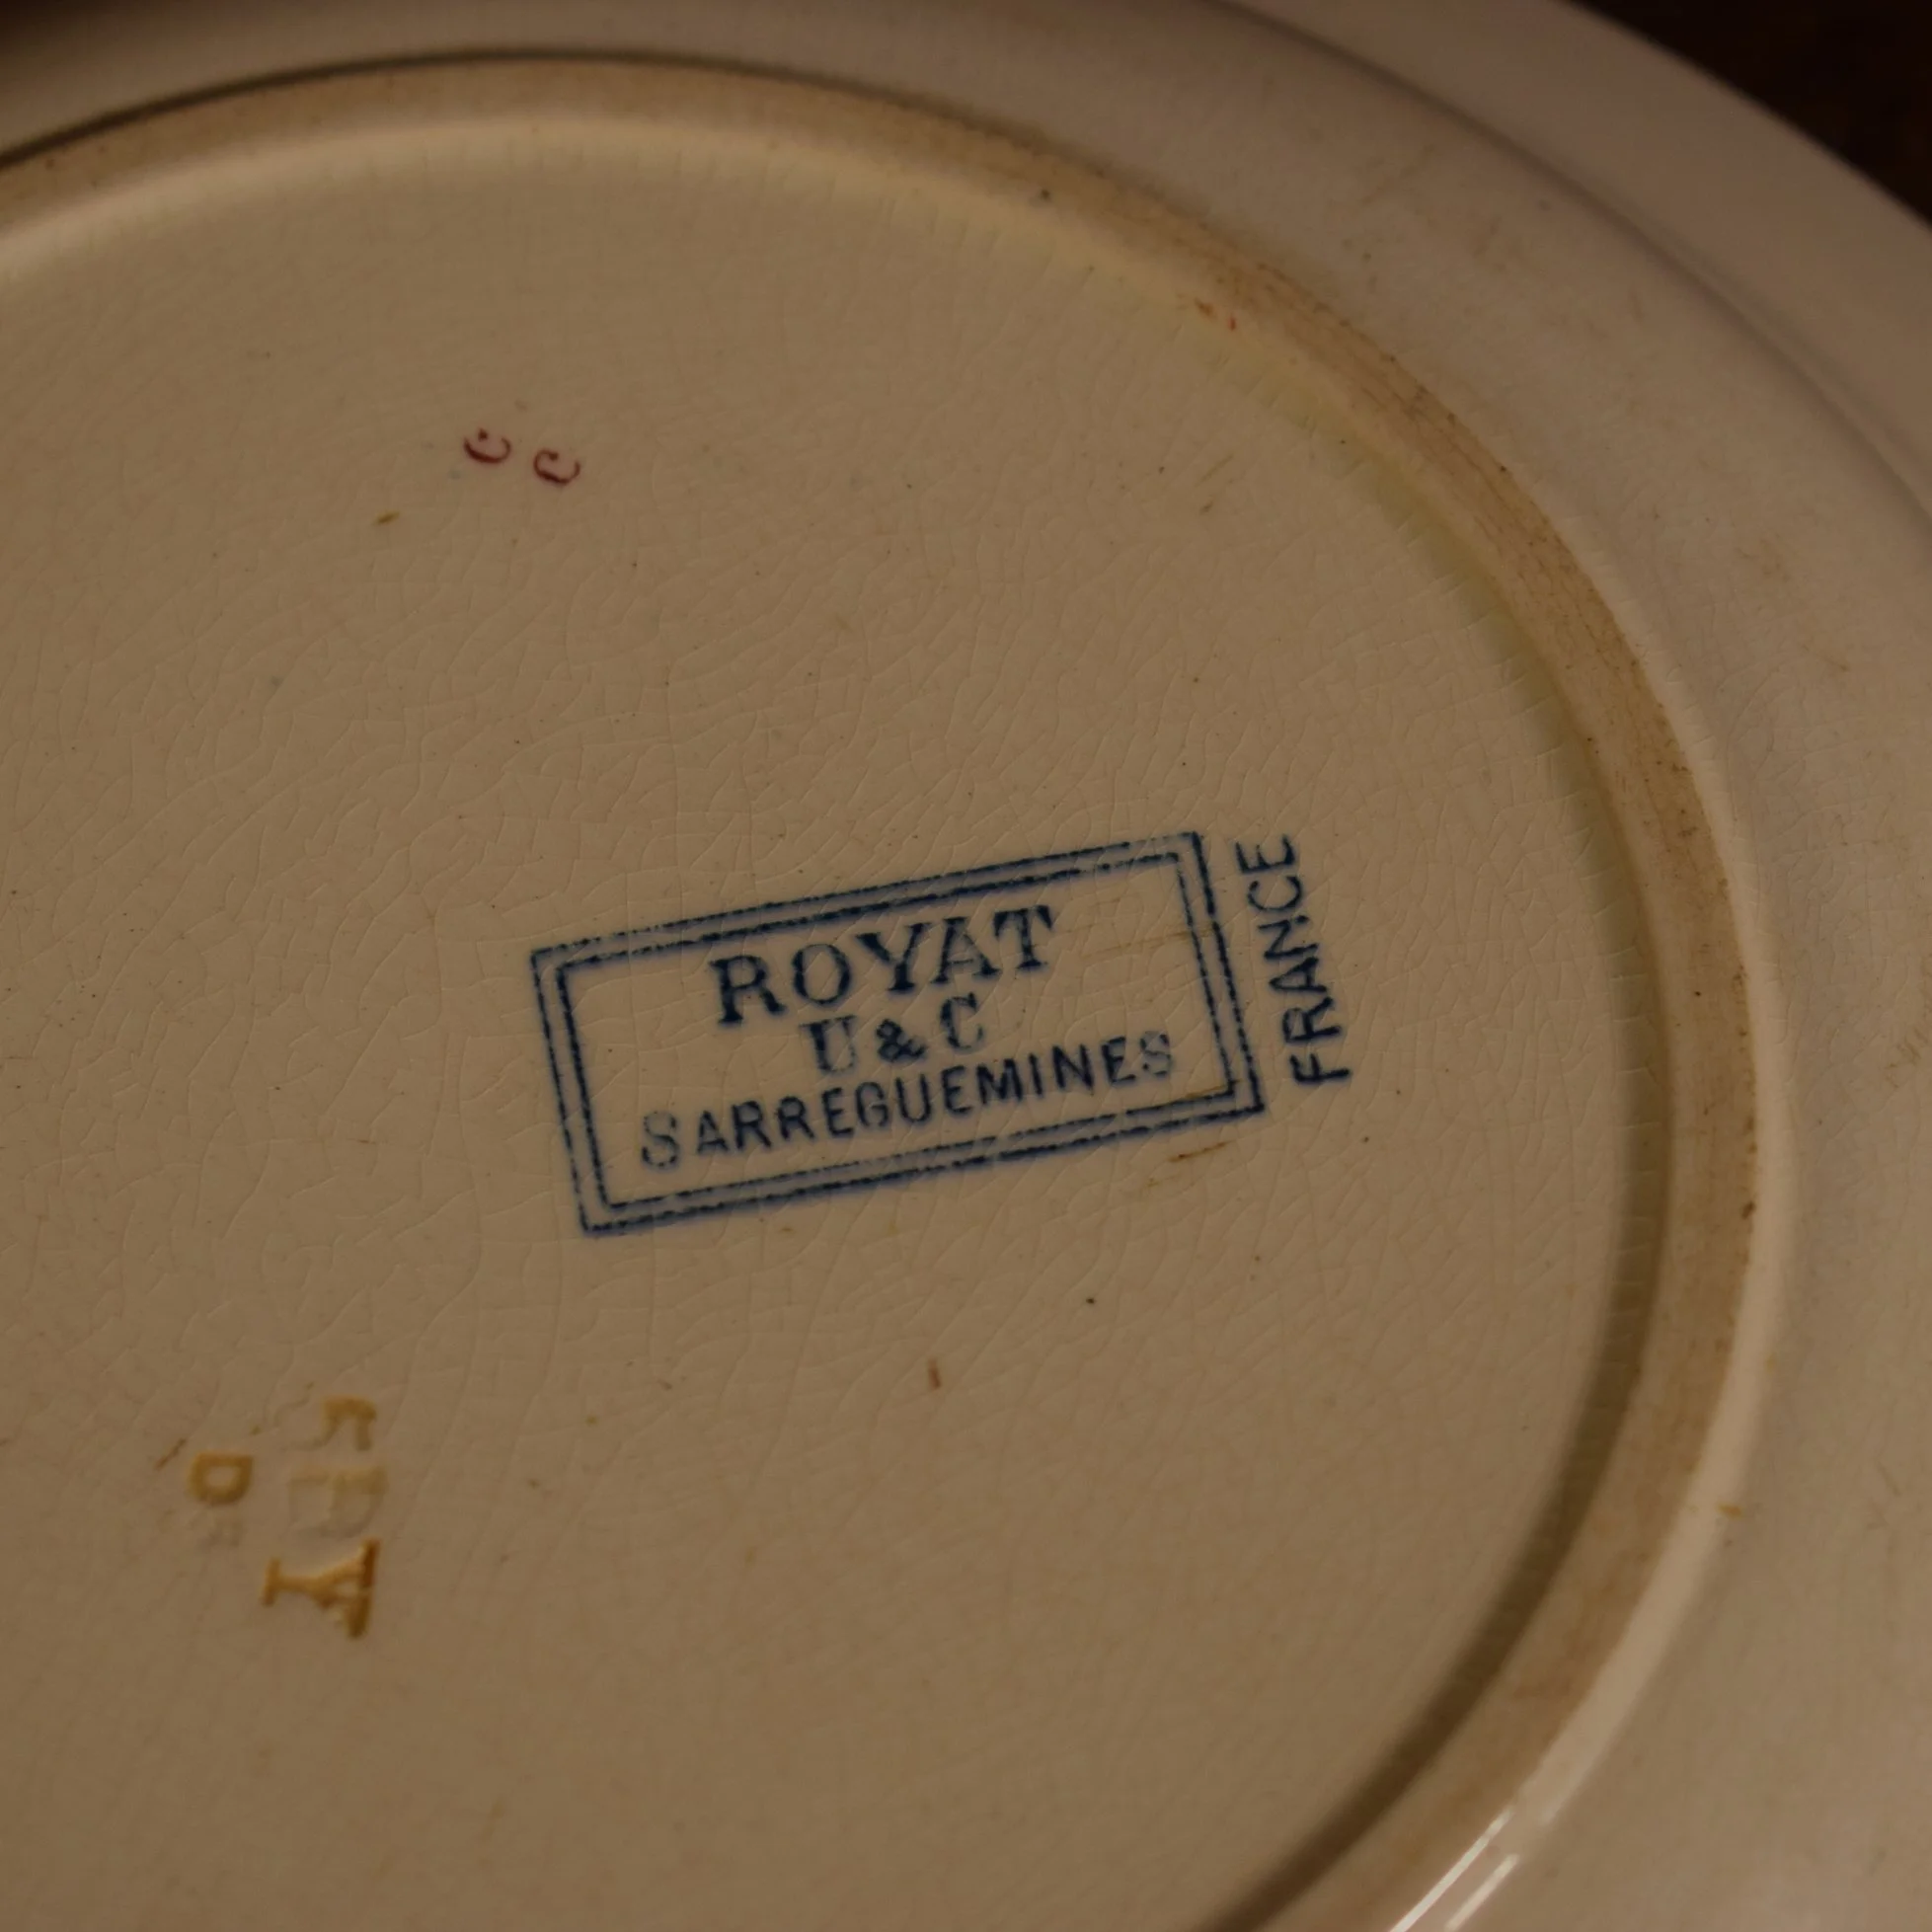 ROYAT
U & C
SARREGUEMINES
FRANCE
D
Y